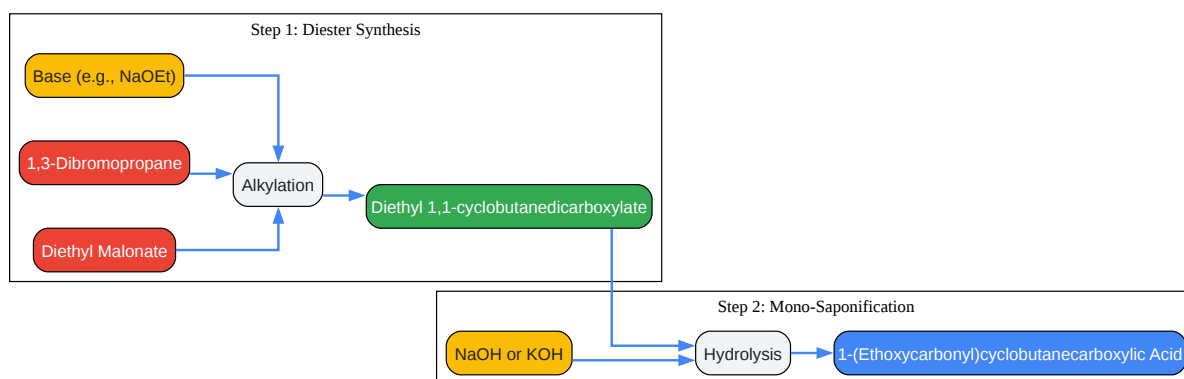 Step 1: Diester Synthesis
Base (e.g., NaOEt)
1,3-Dibromopropane
Alkylation
Diethyl 1,1-cyclobutanedicarboxylate
Diethyl Malonate
Step 2: Mono-Saponification
NaOH or KOH
Hydrolysis
1-(Ethoxycarbonyl)cyclobutanecarboxylic Acid